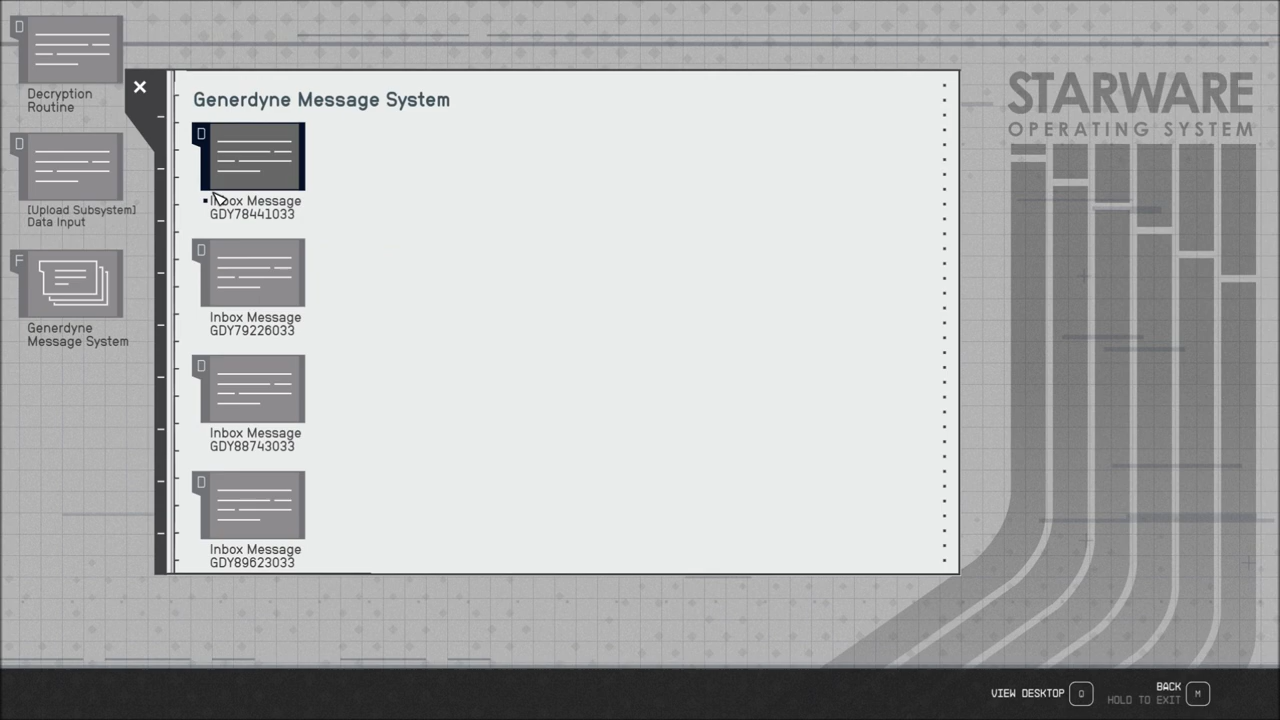 D
Decryption
Routine
D
[Upload Subsystem]
Data Input
F
Generdyne
Message System
×
Generdyne Message System
D
Inbox Message
GDY78441033
D
Inbox Message
GDY79226033
D
Inbox Message
GDY88743033
D
Inbox Message
GDY89623033
STARWARE
OPERATING SYSTEM
VIEW DESKTOP Q
BACK
HOLD TO EXIT M